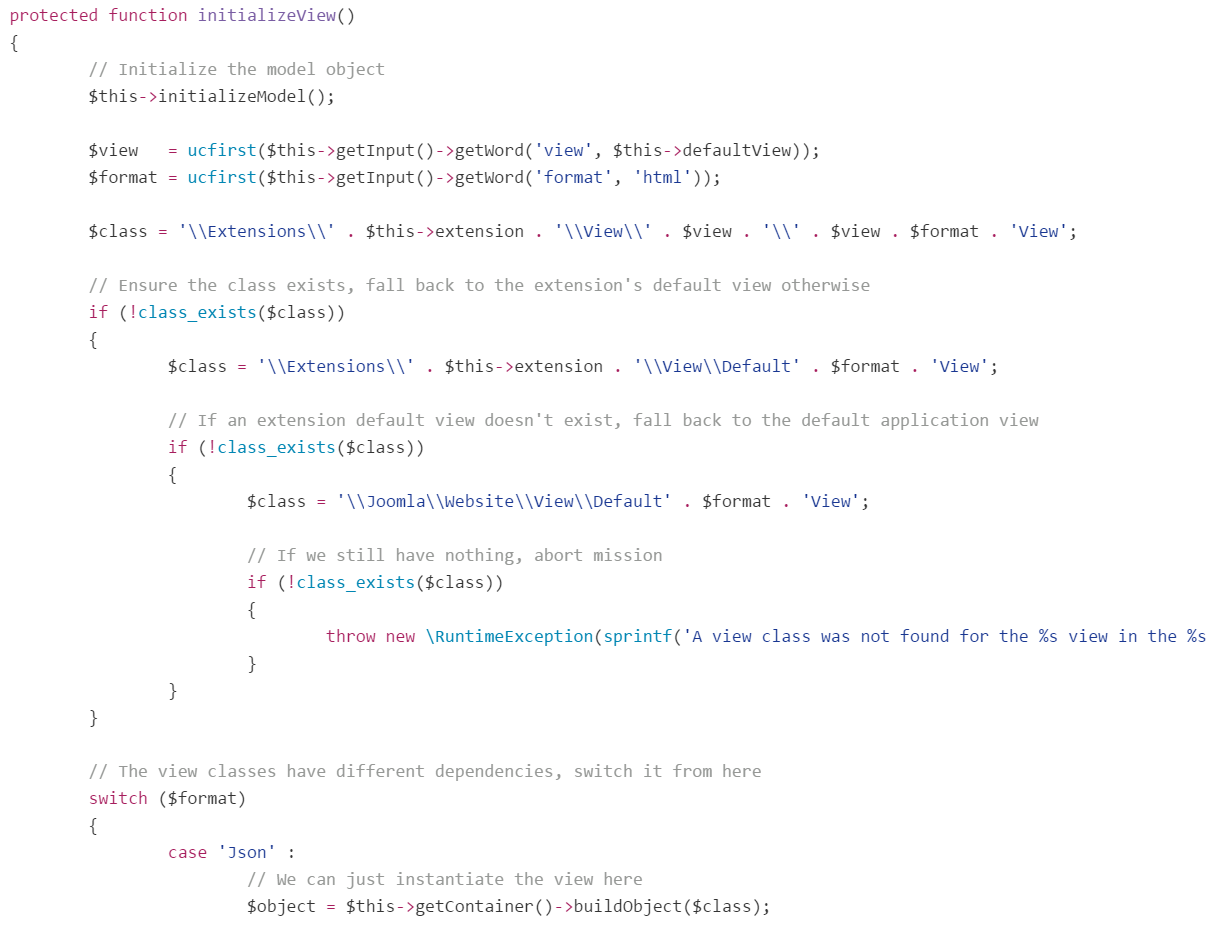 protected function initializeView()
{
        // Initialize the model object
        $this->initializeModel();

        $view   = ucfirst($this->getInput()->getWord('view', $this->defaultView));
        $format = ucfirst($this->getInput()->getWord('format', 'html'));

        $class = '\\Extensions\\' . $this->extension . '\\View\\' . $view . '\\' . $view . $format . 'View';

        // Ensure the class exists, fall back to the extension's default view otherwise
        if (!class_exists($class))
        {
                $class = '\\Extensions\\' . $this->extension . '\\View\\Default' . $format . 'View';

                // If an extension default view doesn't exist, fall back to the default application view
                if (!class_exists($class))
                {
                        $class = '\\Joomla\\Website\\View\\Default' . $format . 'View';

                        // If we still have nothing, abort mission
                        if (!class_exists($class))
                        {
                                throw new \RuntimeException(sprintf('A view class was not found for the %s view in the %s
                        }
                }
        }

        // The view classes have different dependencies, switch it from here
        switch ($format)
        {
                case 'Json' :
                        // We can just instantiate the view here
                        $object = $this->getContainer()->buildObject($class);